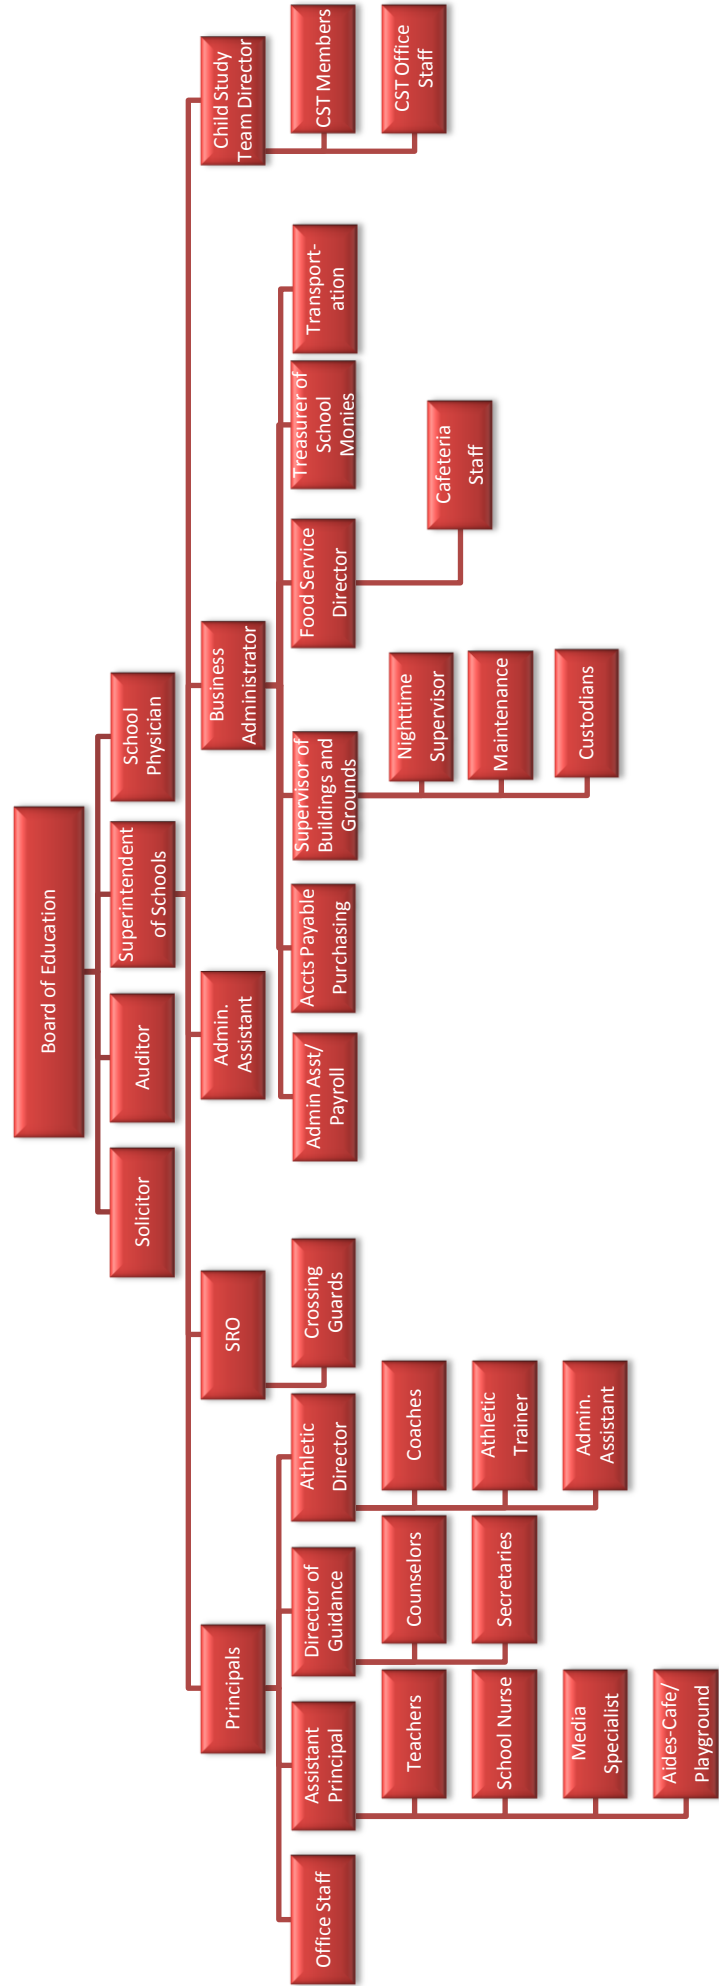 Board of Education
Solicitor
Auditor
Superintendent
of Schools
School
Physician
Principals
SRO
Admin.
Assistant
Business
Administrator
Child Study
Team Director
Office Staff
Assistant
Principal
Director of
Guidance
Athletic
Director
Crossing
Guards
Admin Asst/
Payroll
Accts Payable
Purchasing
Supervisor of
Buildings and
Grounds
Food Service
Director
Treasurer of
School
Monies
Transport-
ation
CST Members
Teachers
Counselors
Coaches
Nighttime
Supervisor
Cafeteria
Staff
CST Office
Staff
School Nurse
Secretaries
Athletic
Trainer
Maintenance
Media
Specialist
Admin.
Assistant
Custodians
Aides-Cafe/
Playground